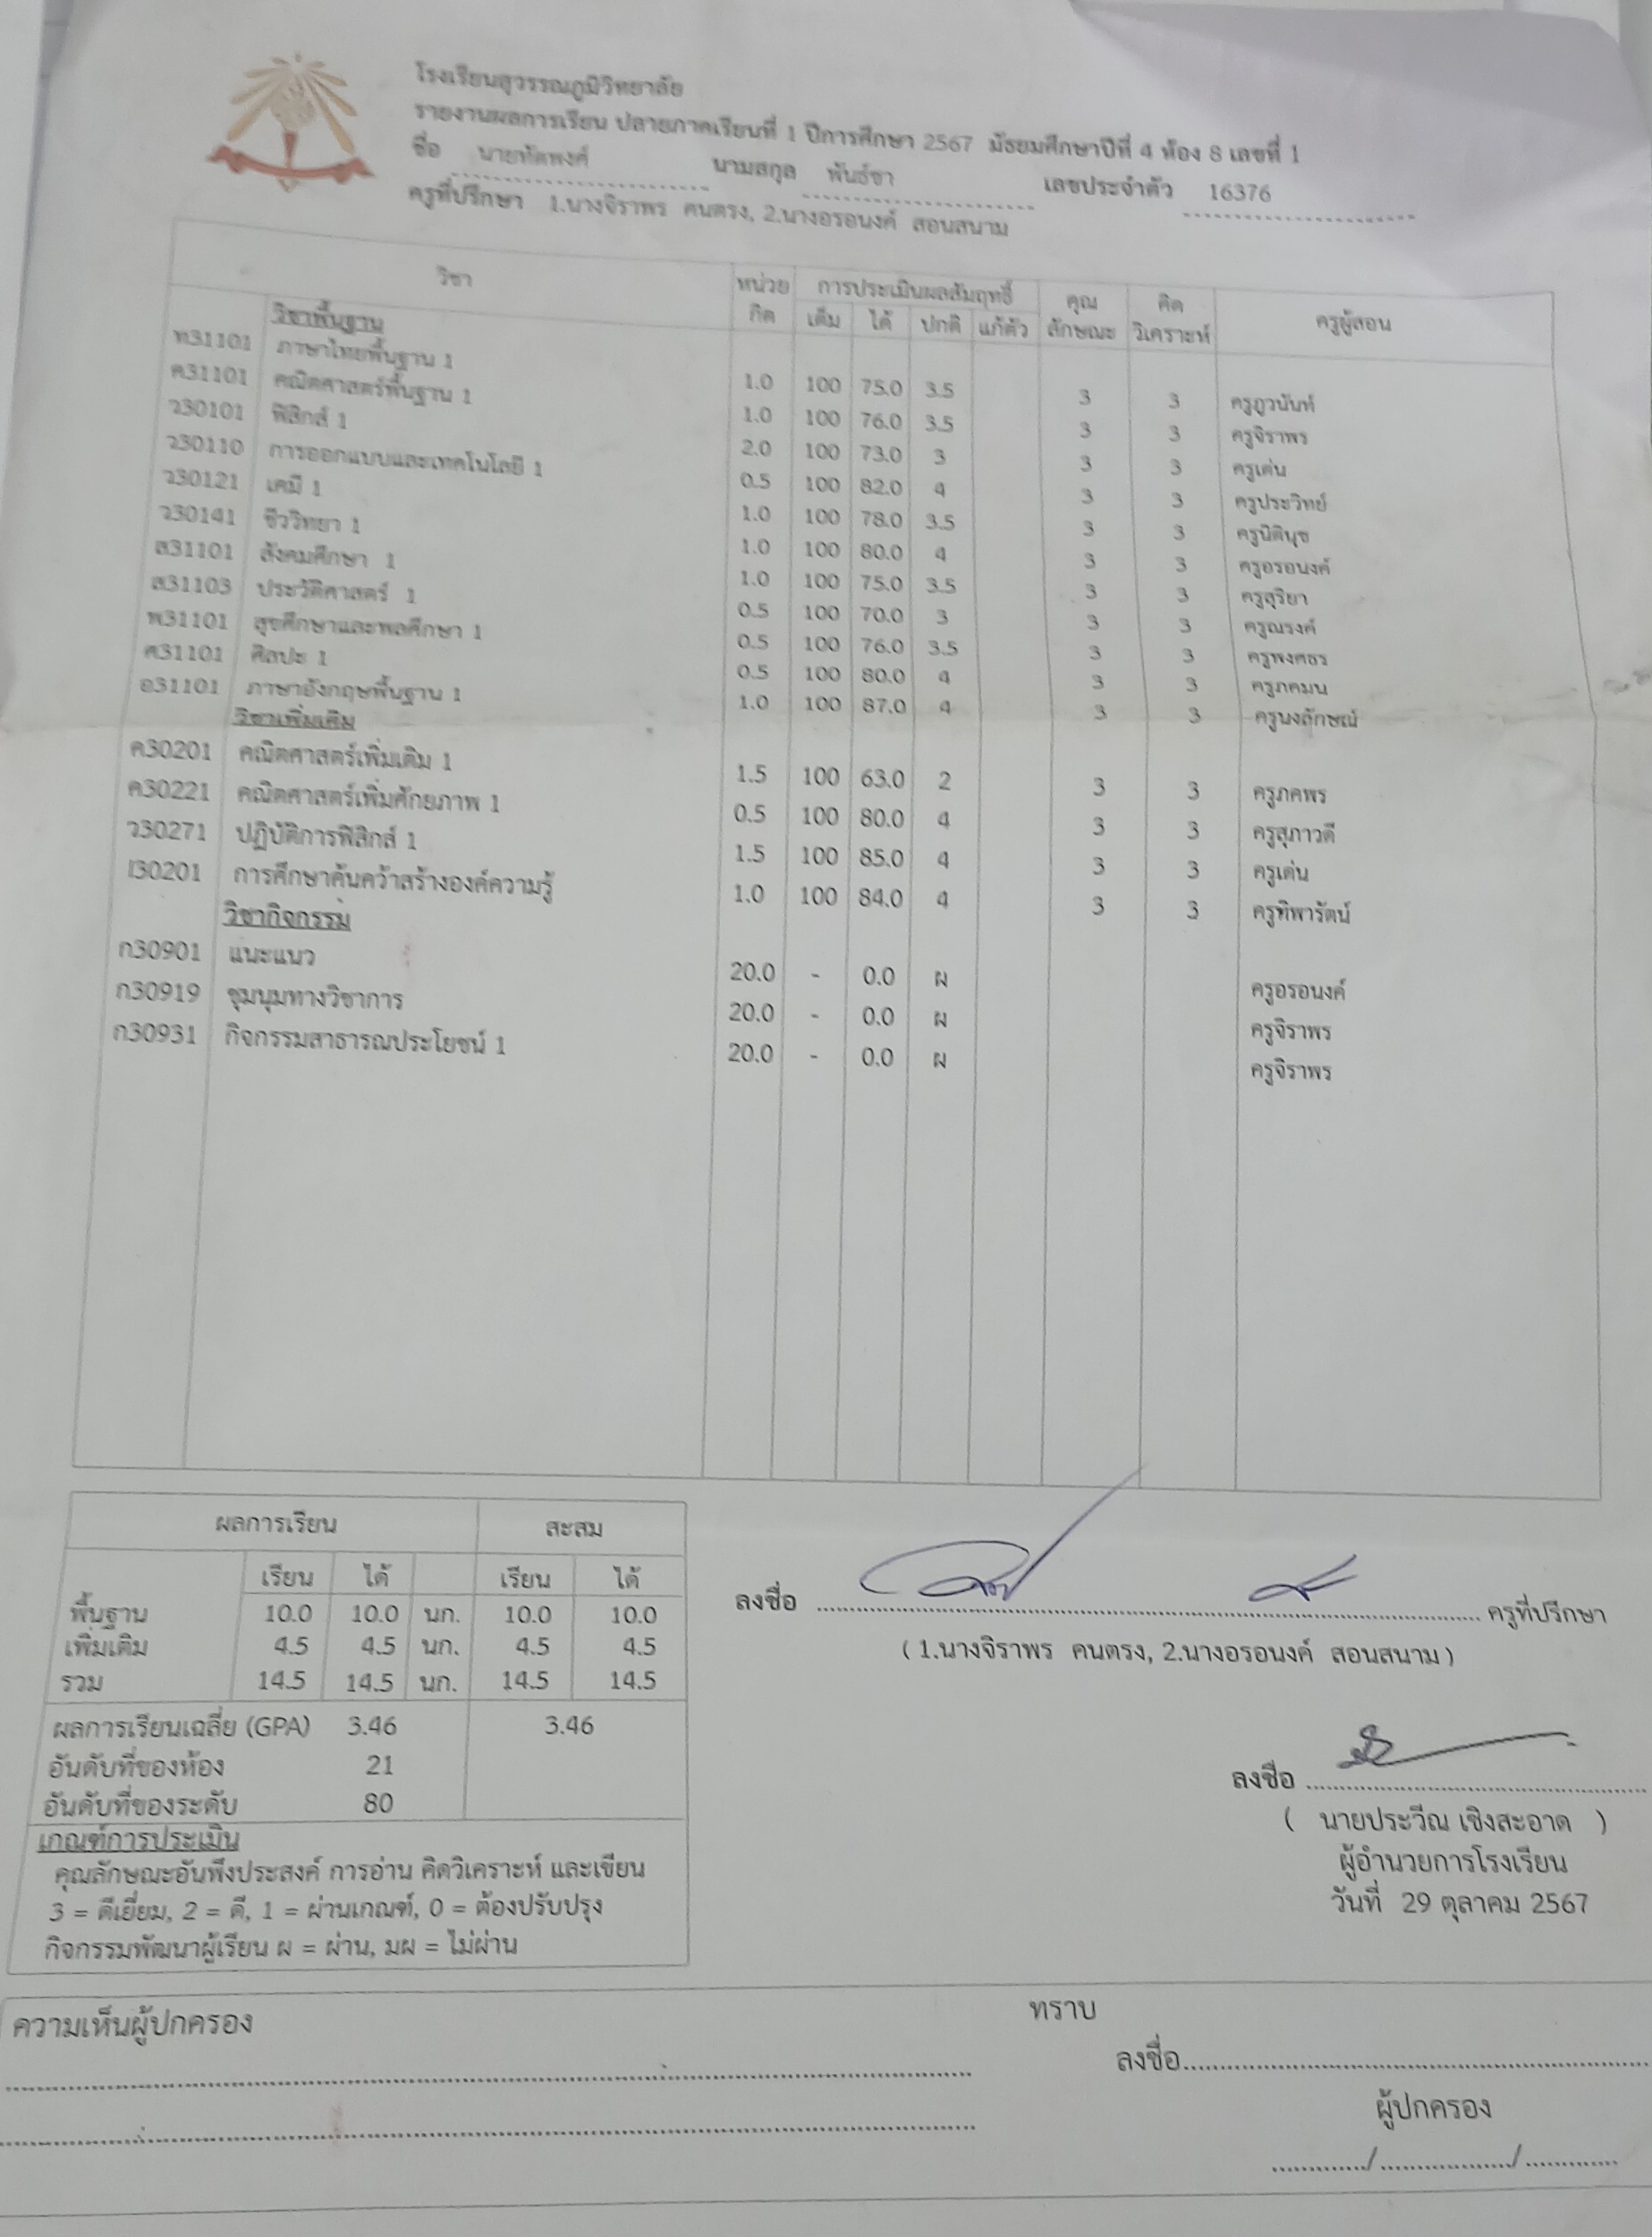 โรงเรียนสุวรรณภูมิวิทยาลัย
รายงานผลการเรียน ปลายภาคเรียนที่ 1 ปีการศึกษา 2567 มัธยมศึกษาปีที่ 4 ห้อง 8 เลขที่ 1
ชื่อ นายทัตพงศ์ นามสกุล พันธ์ชา เลขประจำตัว 16376
ครูที่ปรึกษา 1.นางจิราพร คนตรง, 2.นางอรอนงค์ สอนสนาม
วิชา หน่วยกิต การประเมินผลสัมฤทธิ์ คุณลักษณะ คิดวิเคราะห์ ครูผู้สอน
เต็ม ได้ ปกติ แก้ตัว
วิชาพื้นฐาน
ท31101 ภาษาไทยพื้นฐาน 1 1.0 100 75.0 3.5 3 3 ครูภูวนันท์
ค31101 คณิตศาสตร์พื้นฐาน 1 1.0 100 76.0 3.5 3 3 ครูจิราพร
ว30101 ฟิสิกส์ 1 2.0 100 73.0 3 3 3 ครูเด่น
ว30110 การออกแบบและเทคโนโลยี 1 0.5 100 82.0 4 3 3 ครูประวิทย์
ว30121 เคมี 1 1.0 100 78.0 3.5 3 3 ครูนิตินุช
ว30141 ชีววิทยา 1 1.0 100 80.0 4 3 3 ครูอรอนงค์
ส31101 สังคมศึกษา 1 1.0 100 75.0 3.5 3 3 ครูสุริยา
ส31103 ประวัติศาสตร์ 1 0.5 100 70.0 3 3 3 ครูณรงค์
พ31101 สุขศึกษาและพลศึกษา 1 0.5 100 76.0 3.5 3 3 ครูพงศธร
ศ31101 ศิลปะ 1 0.5 100 80.0 4 3 3 ครูภคมน
อ31101 ภาษาอังกฤษพื้นฐาน 1 1.0 100 87.0 4 3 3 ครูนงลักษณ์
วิชาเพิ่มเติม
ค30201 คณิตศาสตร์เพิ่มเติม 1 1.5 100 63.0 2 3 3 ครูภคพร
ค30221 คณิตศาสตร์เพิ่มศักยภาพ 1 0.5 100 80.0 4 3 3 ครูสุภาวดี
ว30271 ปฏิบัติการฟิสิกส์ 1 1.5 100 85.0 4 3 3 ครูเด่น
I30201 การศึกษาค้นคว้าสร้างองค์ความรู้ 1.0 100 84.0 4 3 3 ครูทิพารัตน์
วิชากิจกรรม
ก30901 แนะแนว 20.0 - 0.0 ผ ครูอรอนงค์
ก30919 ชุมนุมทางวิชาการ 20.0 - 0.0 ผ ครูจิราพร
ก30931 กิจกรรมสาธารณประโยชน์ 1 20.0 - 0.0 ผ ครูจิราพร
ผลการเรียน สะสม
เรียน ได้ เรียน ได้
พื้นฐาน 10.0 10.0 นก. 10.0 10.0
เพิ่มเติม 4.5 4.5 นก. 4.5 4.5
รวม 14.5 14.5 นก. 14.5 14.5
ผลการเรียนเฉลี่ย (GPA) 3.46 3.46
อันดับที่ของห้อง 21
อันดับที่ของระดับ 80
เกณฑ์การประเมิน
คุณลักษณะอันพึงประสงค์ การอ่าน คิดวิเคราะห์ และเขียน
3 = ดีเยี่ยม, 2 = ดี, 1 = ผ่านเกณฑ์, 0 = ต้องปรับปรุง
กิจกรรมพัฒนาผู้เรียน ผ = ผ่าน, มผ = ไม่ผ่าน
ลงชื่อ ครูที่ปรึกษา
( 1.นางจิราพร คนตรง, 2.นางอรอนงค์ สอนสนาม )
ลงชื่อ
( นายประวีณ เชิงสะอาด )
ผู้อำนวยการโรงเรียน
วันที่ 29 ตุลาคม 2567
ความเห็นผู้ปกครอง
ทราบ
ลงชื่อ
ผู้ปกครอง